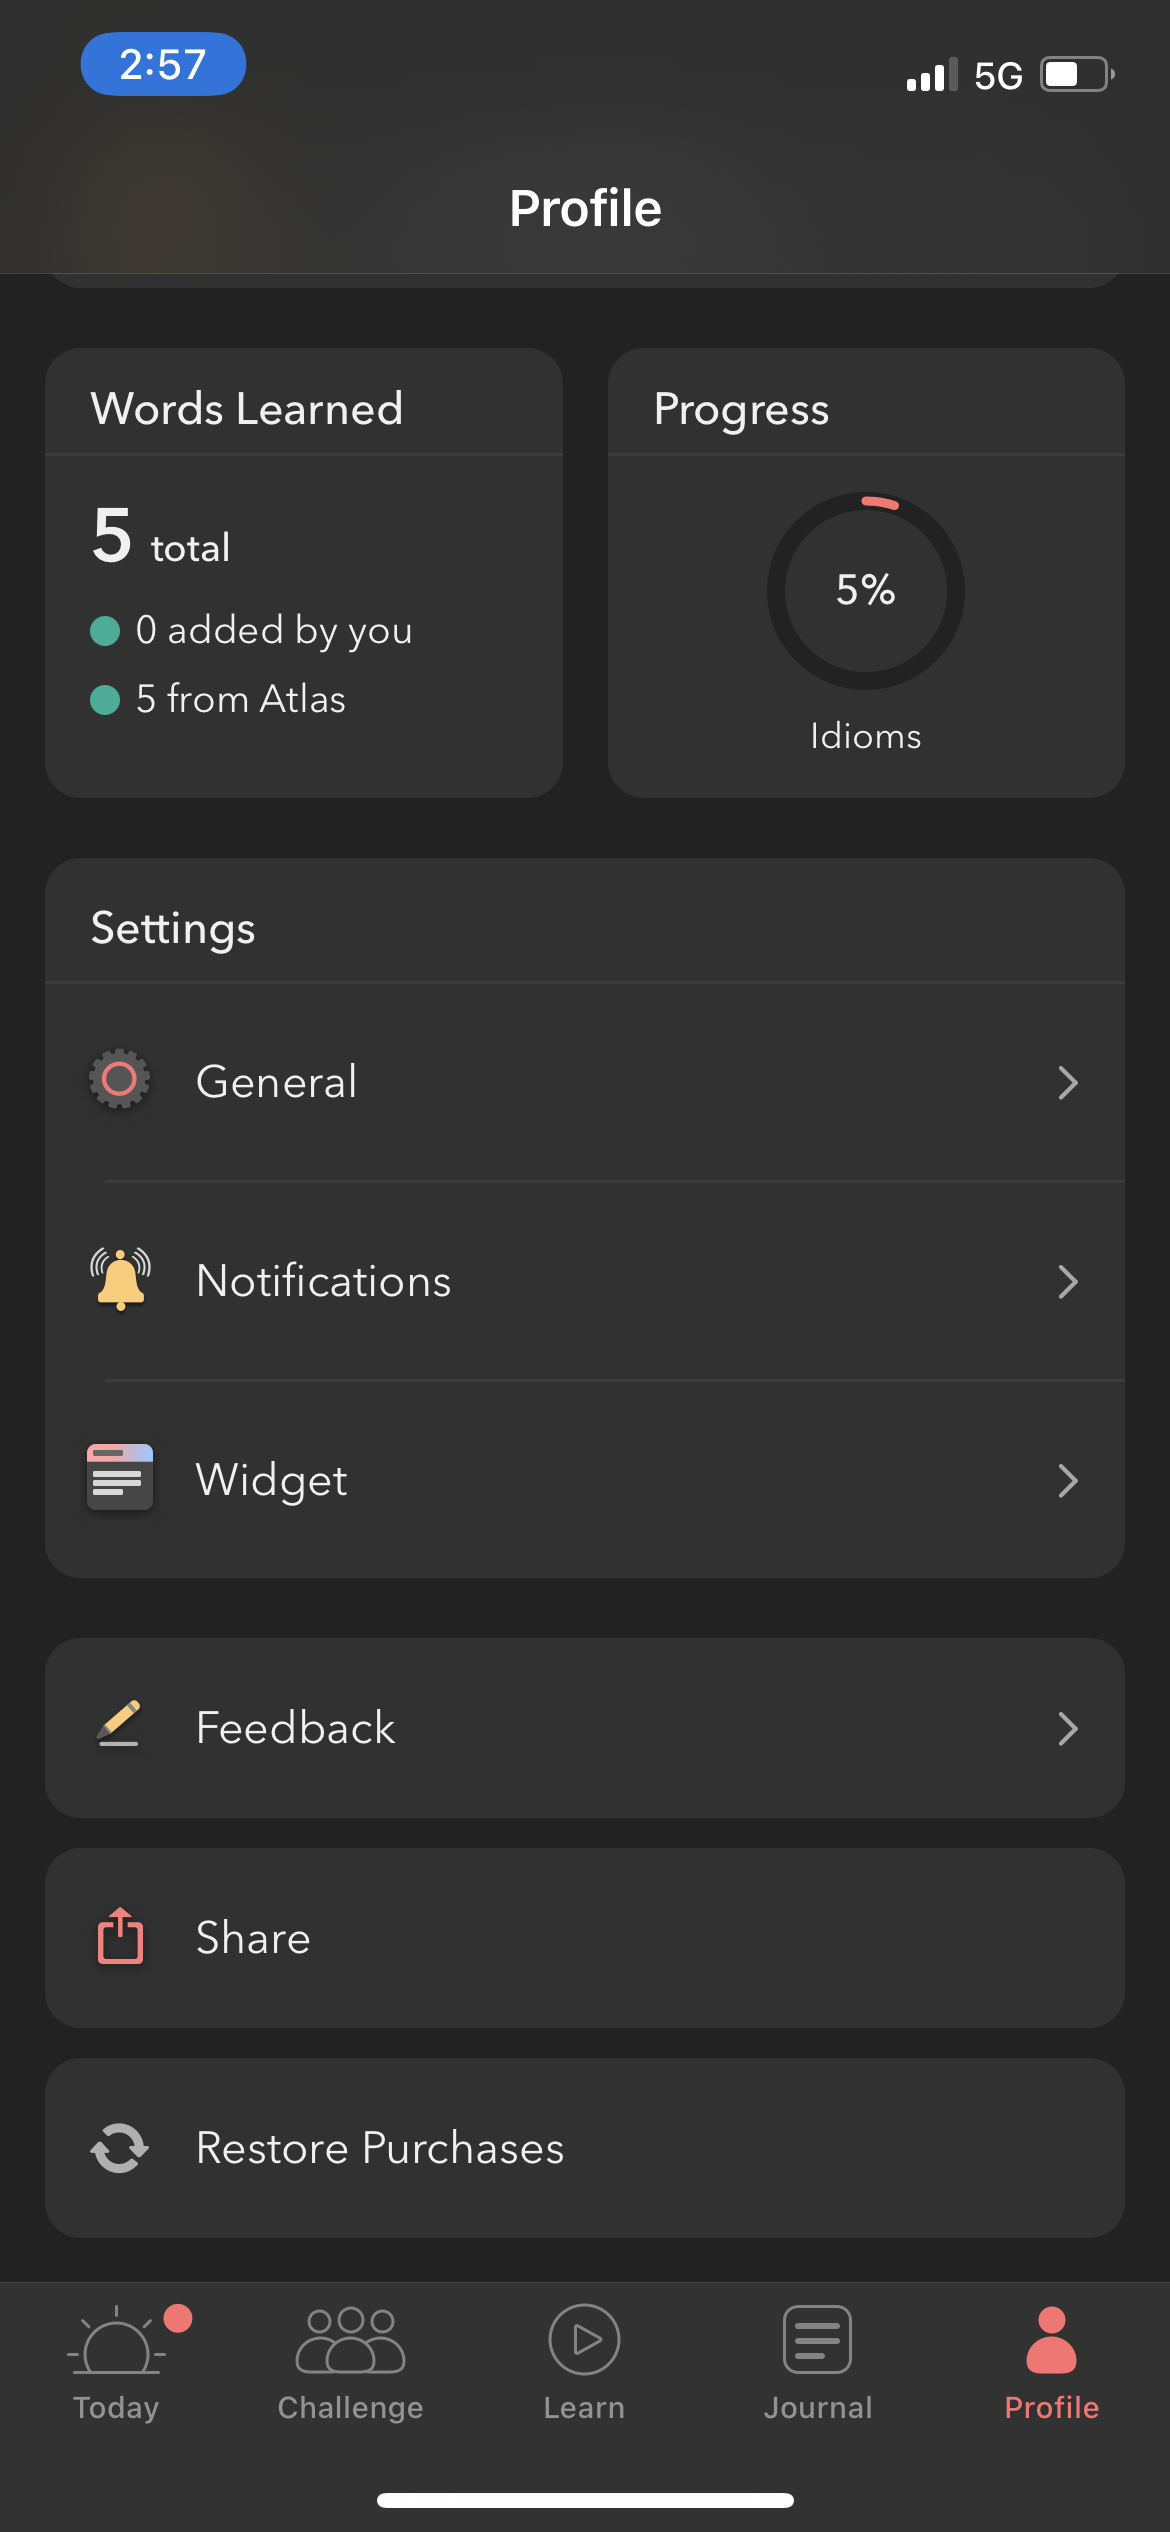 2:57
5G
Profile
Words Learned
5 total
0 added by you
5 from Atlas
Progress
5%
Idioms
Settings
General
Notifications
Widget
Feedback
Share
Restore Purchases
Today
Challenge
Learn
Journal
Profile